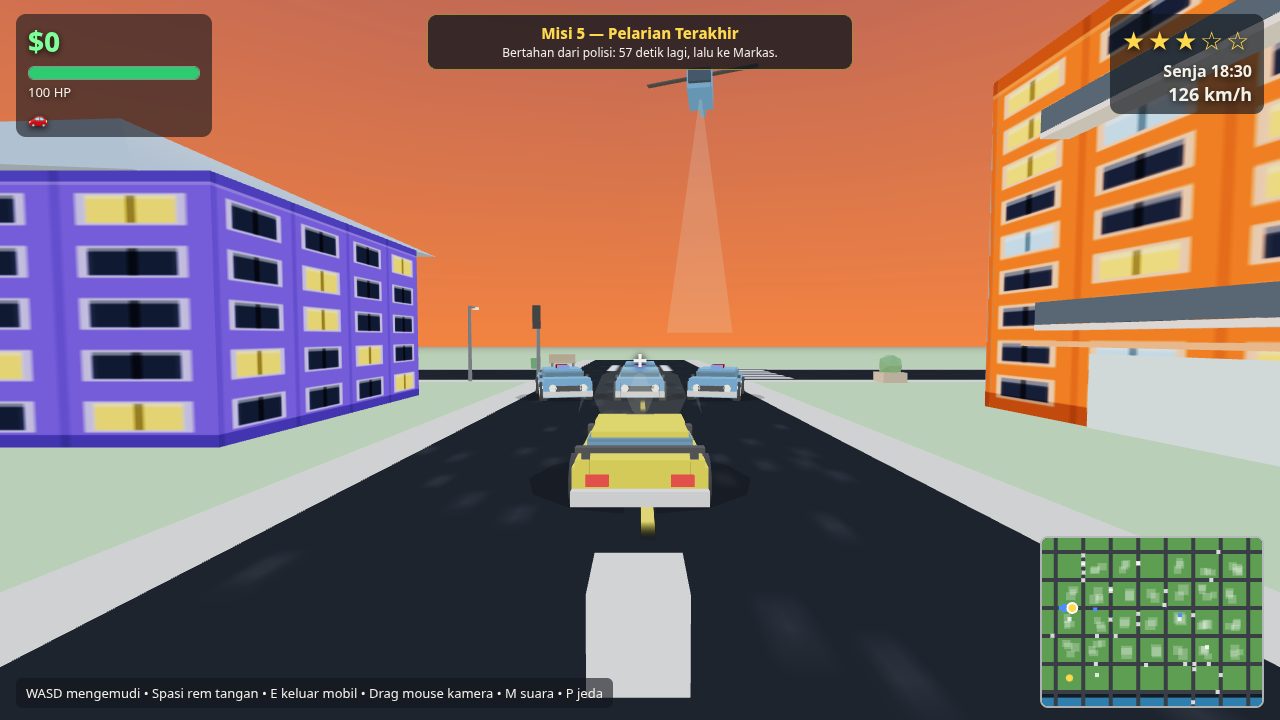 $0
100 HP
Misi 5 — Pelarian Terakhir
Bertahan dari polisi: 57 detik lagi, lalu ke Markas.
★★★☆☆
Senja 18:30
126 km/h
WASD mengemudi • Spasi rem tangan • E keluar mobil • Drag mouse kamera • M suara • P jeda